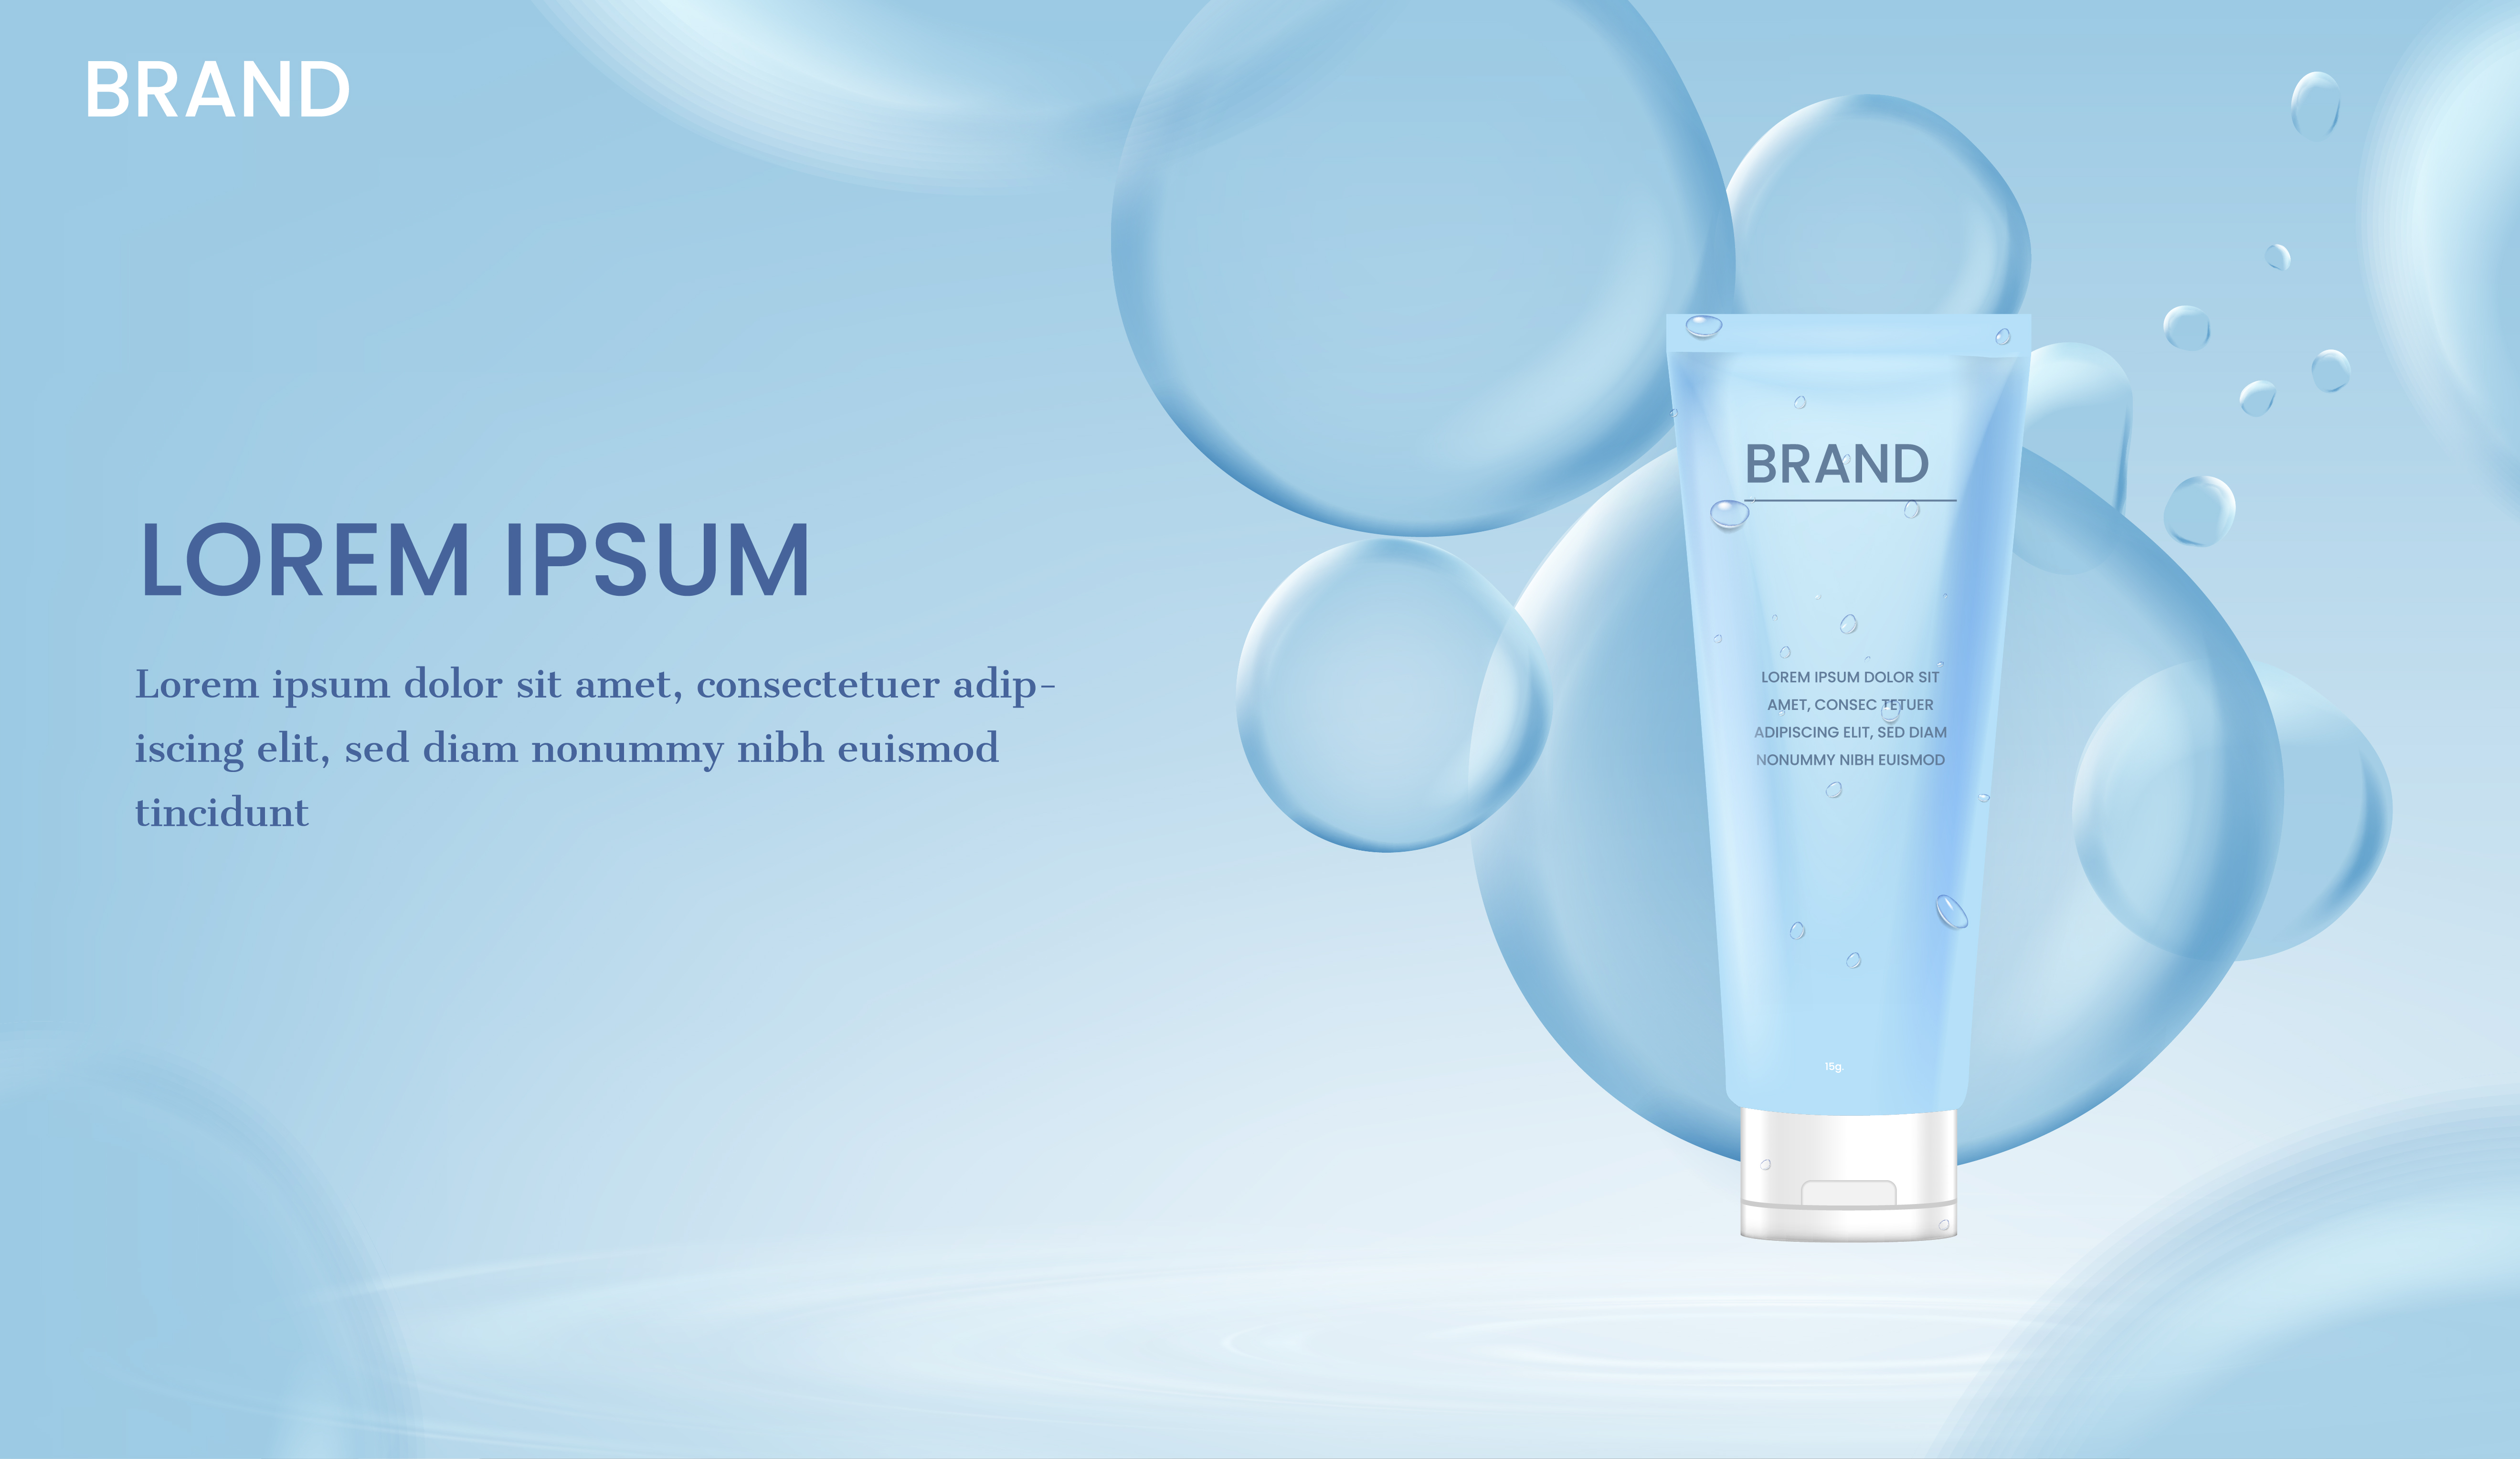 BRAND
LOREM IPSUM
Lorem ipsum dolor sit amet, consectetuer adip-
iscing elit, sed diam nonummy nibh euismod
tincidunt
BRAND
LOREM IPSUM DOLOR SIT
AMET, CONSEC TETUER
ADIPISCING ELIT, SED DIAM
NONUMMY NIBH EUISMOD
15g.